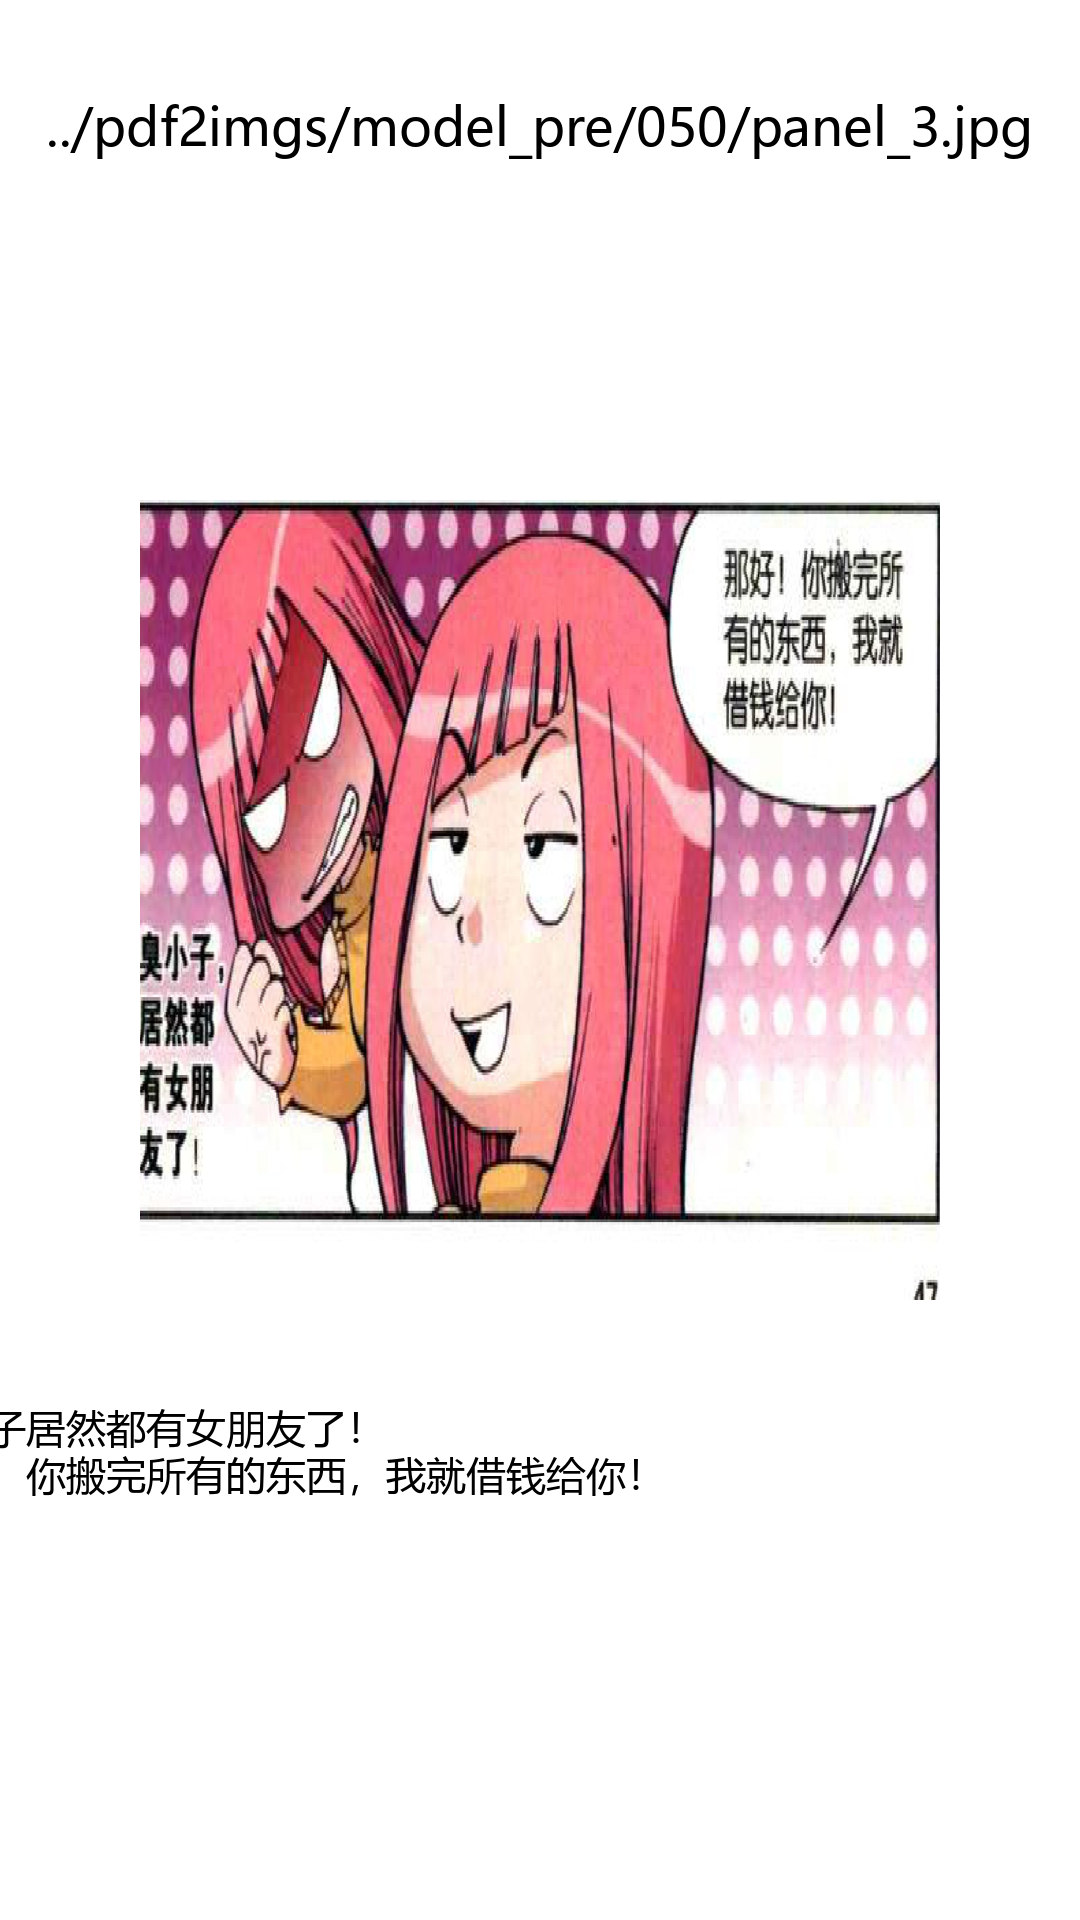 ../pdf2imgs/model_pre/050/panel_3.jpg
那好！你搬完所
有的东西，我就
借钱给你！
臭小子，
居然都
有女朋
友了！
47
子居然都有女朋友了！
你搬完所有的东西，我就借钱给你！